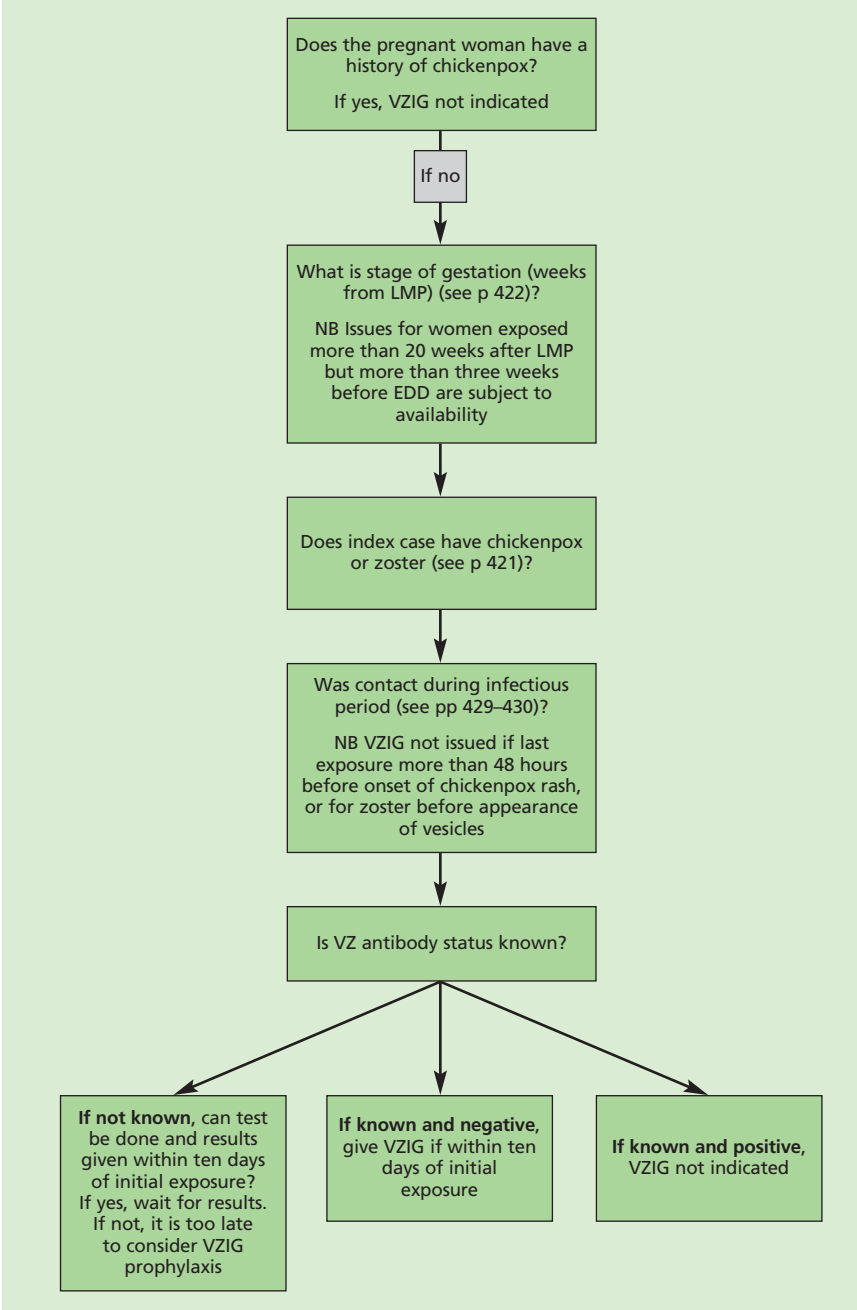 Does the pregnant woman have a
history of chickenpox?
If yes, VZIG not indicated
If no
What is stage of gestation (weeks
from LMP) (see p 422)?
NB Issues for women exposed
more than 20 weeks after LMP
but more than three weeks
before EDD are subject to
availability
Does index case have chickenpox
or zoster (see p 421)?
Was contact during infectious
period (see pp 429–430)?
NB VZIG not issued if last
exposure more than 48 hours
before onset of chickenpox rash,
or for zoster before appearance
of vesicles
Is VZ antibody status known?
If not known, can test
be done and results
given within ten days
of initial exposure?
If yes, wait for results.
If not, it is too late
to consider VZIG
prophylaxis
If known and negative,
give VZIG if within ten
days of initial
exposure
If known and positive,
VZIG not indicated